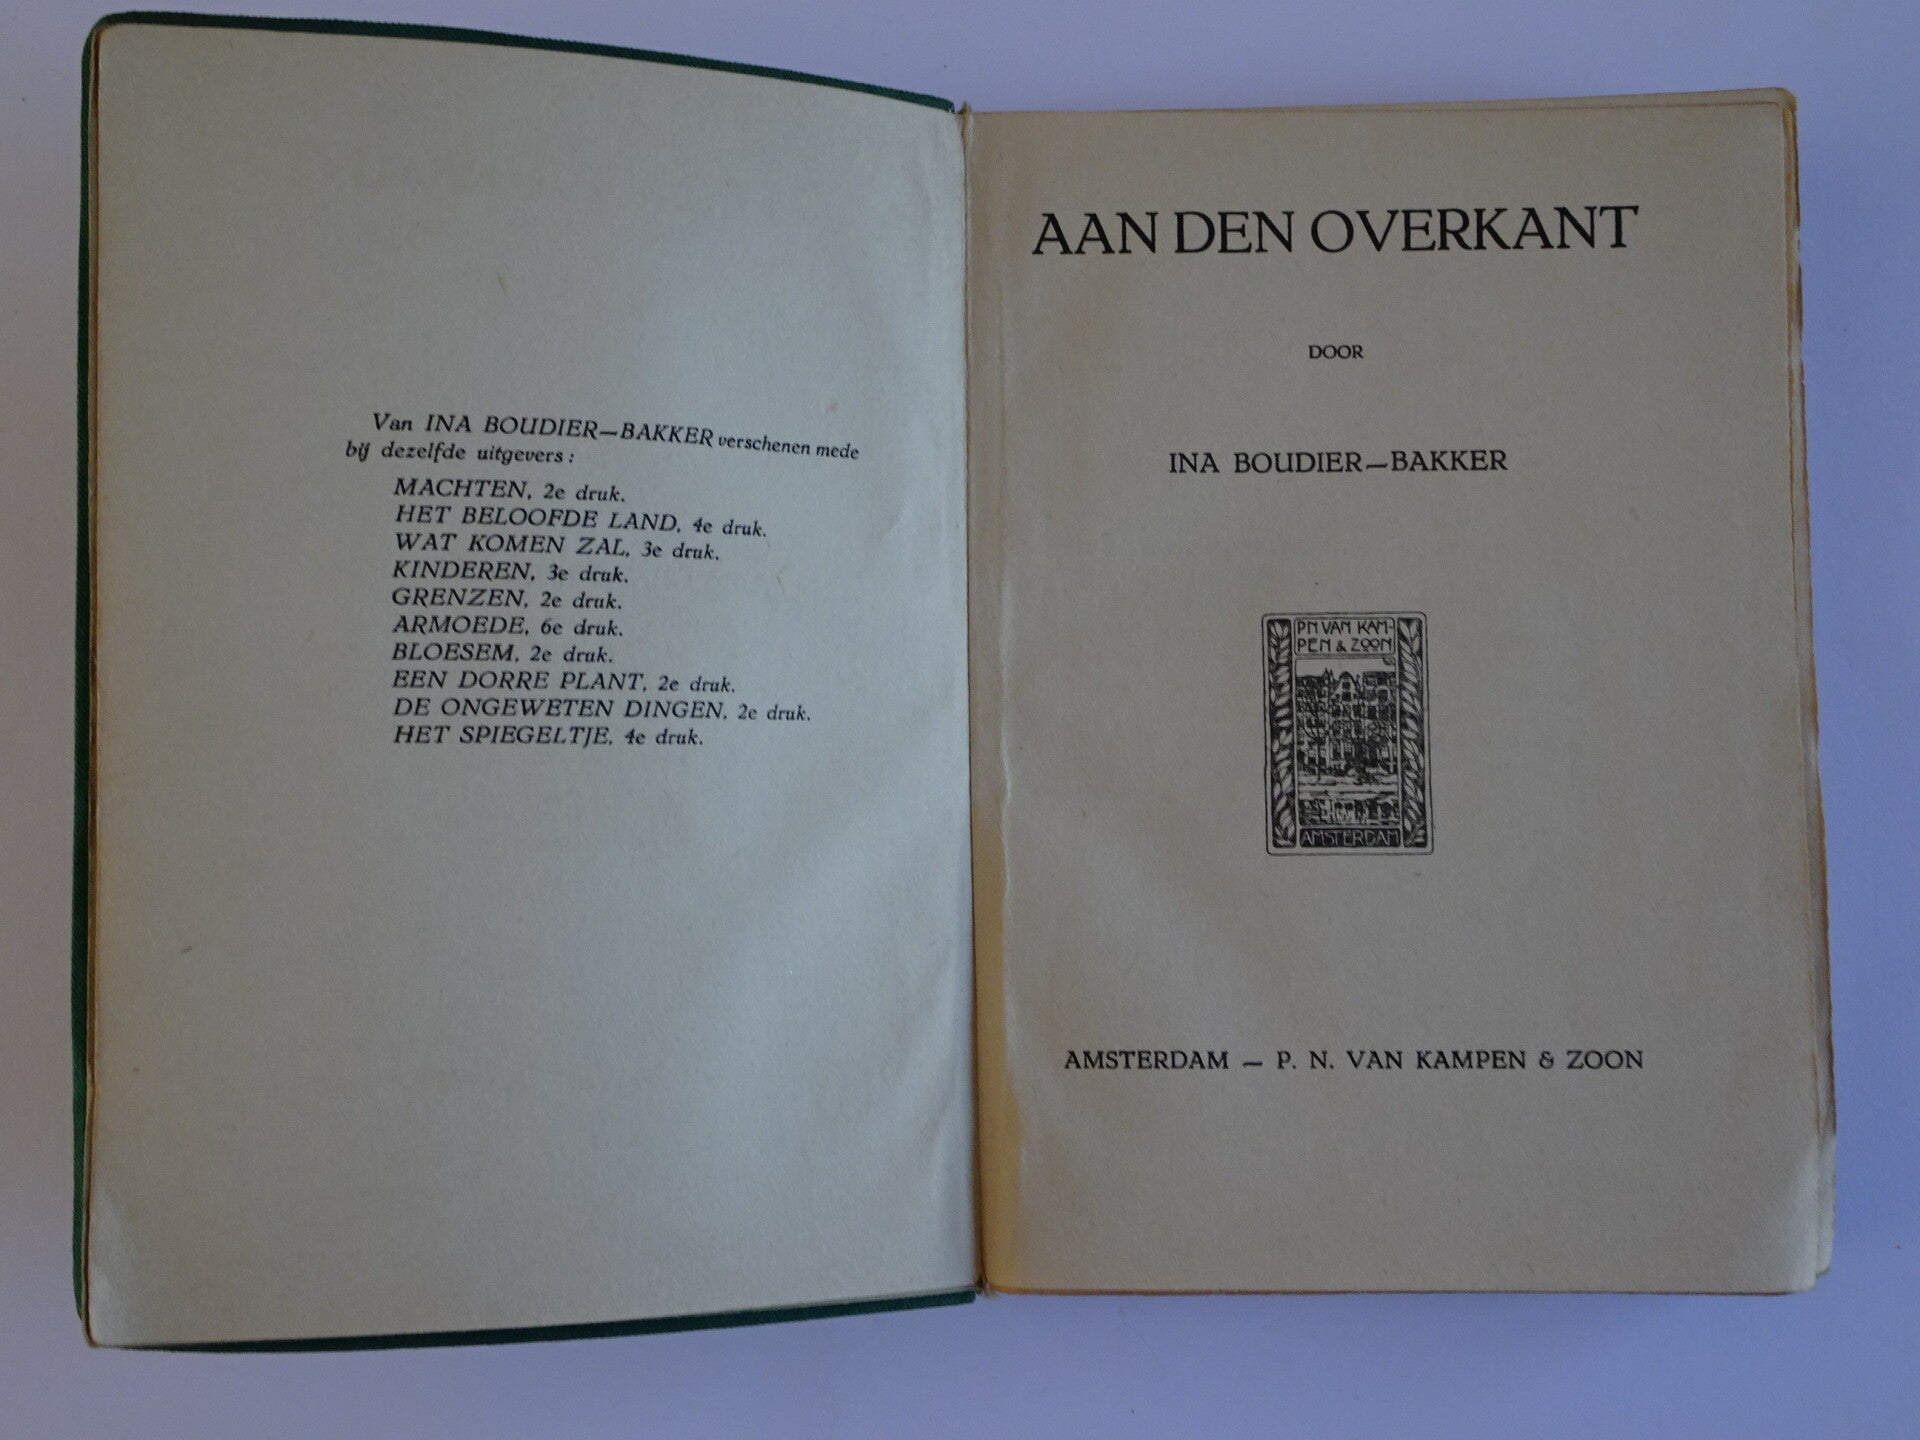 Van INA BOUDIER—BAKKER verschenen mede
bij dezelfde uitgevers:
MACHTEN, 2e druk.
HET BELOOFDE LAND, 4e druk.
WAT KOMEN ZAL, 3e druk.
KINDEREN, 3e druk.
GRENZEN, 2e druk.
ARMOEDE, 6e druk.
BLOESEM, 2e druk.
EEN DORRE PLANT, 2e druk.
DE ONGEWETEN DINGEN, 2e druk.
HET SPIEGELTJE, 4e druk.
AAN DEN OVERKANT
DOOR
INA BOUDIER—BAKKER
PN VAN KAM-
PEN & ZOON
AMSTERDAM
AMSTERDAM — P. N. VAN KAMPEN & ZOON